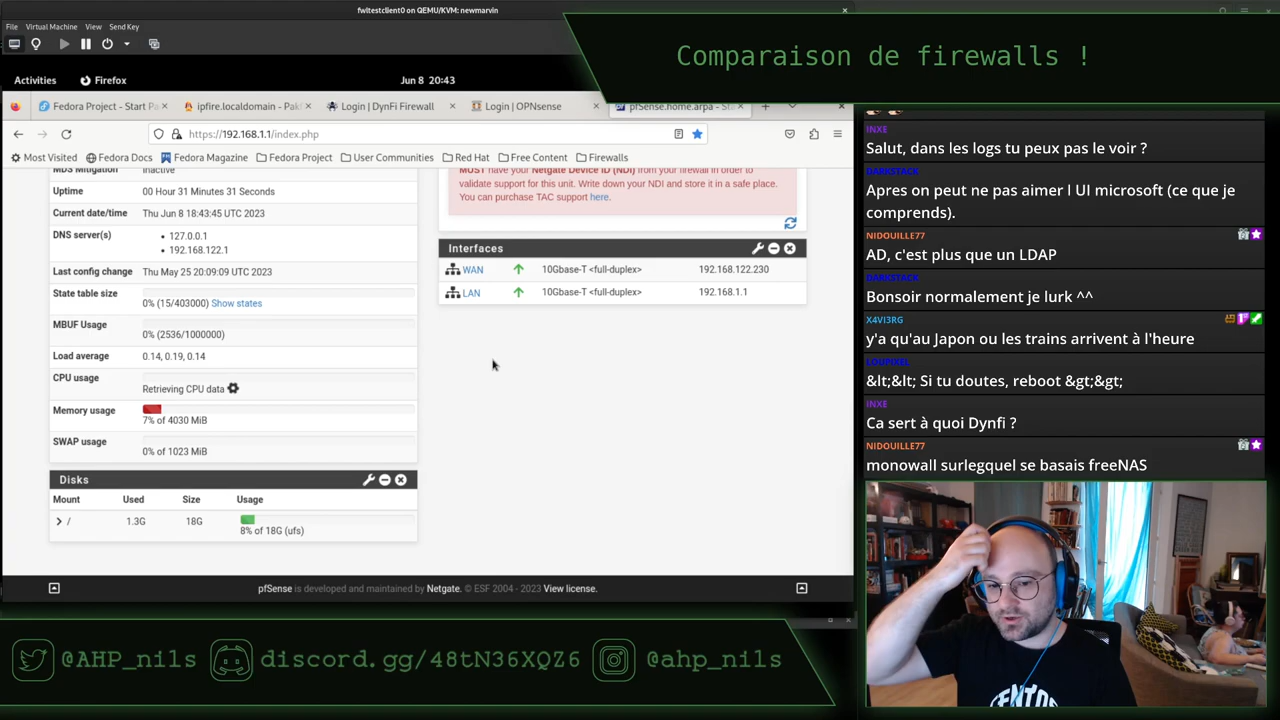 fwltestclient0 on QEMU/KVM: newmarvin
File Virtual Machine View Send Key
Activities Firefox Jun 8 20:43
Fedora Project - Start Pa
ipfire.localdomain - Pakf
Login | DynFi Firewall
Login | OPNsense
pfSense.home.arpa - Sta
https://192.168.1.1/index.php
Most Visited Fedora Docs Fedora Magazine Fedora Project User Communities Red Hat Free Content Firewalls
MDS Mitigation Inactive
Uptime 00 Hour 31 Minutes 31 Seconds
Current date/time Thu Jun 8 18:43:45 UTC 2023
DNS server(s)
127.0.0.1
192.168.122.1
Last config change Thu May 25 20:09:09 UTC 2023
State table size
0% (15/403000) Show states
MBUF Usage
0% (2536/1000000)
Load average 0.14, 0.19, 0.14
CPU usage
Retrieving CPU data
Memory usage
7% of 4030 MiB
SWAP usage
0% of 1023 MiB
Disks
Mount Used Size Usage
/ 1.3G 18G
8% of 18G (ufs)
MUST have your Netgate Device ID (NDI) from your firewall in order to
validate support for this unit. Write down your NDI and store it in a safe place.
You can purchase TAC support here.
Interfaces
WAN 10Gbase-T <full-duplex> 192.168.122.230
LAN 10Gbase-T <full-duplex> 192.168.1.1
pfSense is developed and maintained by Netgate. © ESF 2004 - 2023 View license.
Comparaison de firewalls !
INXE
Salut, dans les logs tu peux pas le voir ?
DARKSTACK
Apres on peut ne pas aimer l UI microsoft (ce que je
comprends).
NIDOUILLE77
AD, c'est plus que un LDAP
DARKSTACK
Bonsoir normalement je lurk ^^
X4VI3RG
y'a qu'au Japon ou les trains arrivent à l'heure
LOUPIXEL
&lt;&lt; Si tu doutes, reboot &gt;&gt;
INXE
Ca sert à quoi Dynfi ?
NIDOUILLE77
monowall surlegquel se basais freeNAS
@AHP_nils
discord.gg/48tN36XQZ6
@ahp_nils